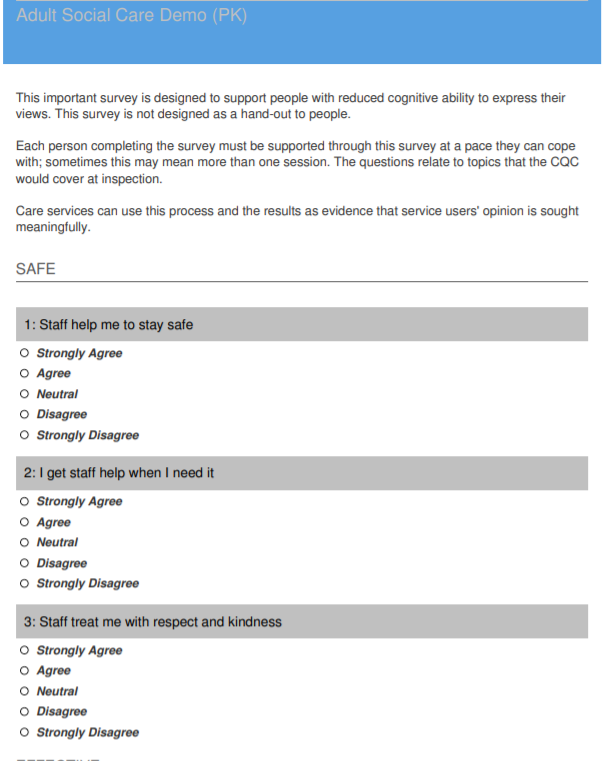 Adult Social Care Demo (PK)
This important survey is designed to support people with reduced cognitive ability to express their
views. This survey is not designed as a hand-out to people.
Each person completing the survey must be supported through this survey at a pace they can cope
with; sometimes this may mean more than one session. The questions relate to topics that the CQC
would cover at inspection.
Care services can use this process and the results as evidence that service users' opinion is sought
meaningfully.
SAFE
1: Staff help me to stay safe
Strongly Agree
Agree
Neutral
Disagree
Strongly Disagree
2: I get staff help when I need it
Strongly Agree
Agree
Neutral
Disagree
Strongly Disagree
3: Staff treat me with respect and kindness
Strongly Agree
Agree
Neutral
Disagree
Strongly Disagree